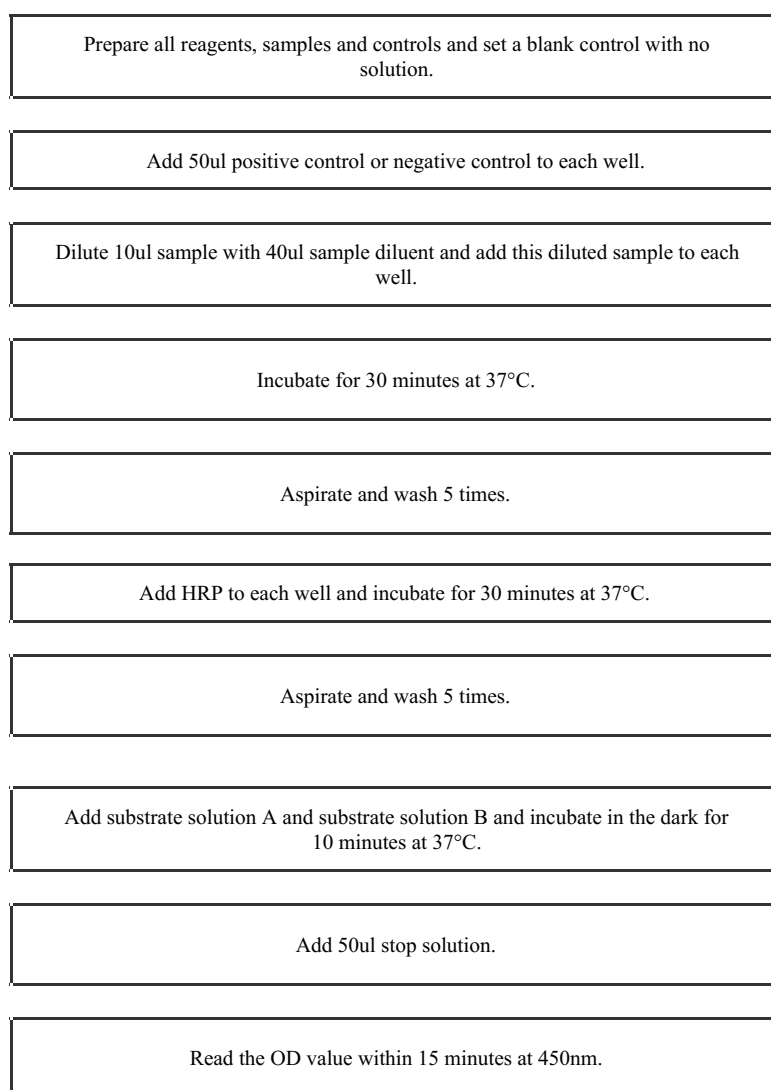 Prepare all reagents, samples and controls and set a blank control with no
solution.
Add 50ul positive control or negative control to each well.
Dilute 10ul sample with 40ul sample diluent and add this diluted sample to each
well.
Incubate for 30 minutes at 37°C.
Aspirate and wash 5 times.
Add HRP to each well and incubate for 30 minutes at 37°C.
Aspirate and wash 5 times.
Add substrate solution A and substrate solution B and incubate in the dark for
10 minutes at 37°C.
Add 50ul stop solution.
Read the OD value within 15 minutes at 450nm.